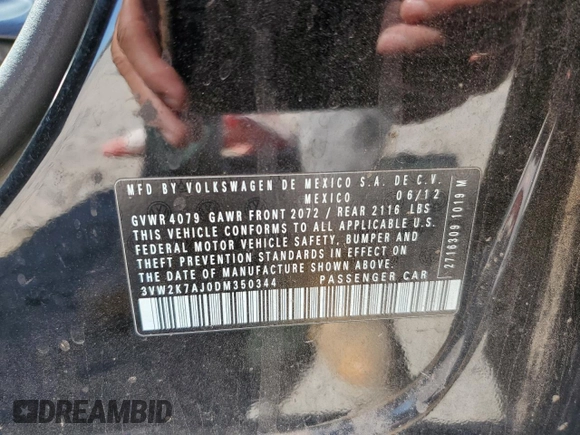 MFD BY VOLKSWAGEN DE MEXICO S.A. DE C.V.
MEXICO 06/12
GVWR 4079 GAWR FRONT 2072 / REAR 2116 LBS
THIS VEHICLE CONFORMS TO ALL APPLICABLE U.S.
FEDERAL MOTOR VEHICLE SAFETY, BUMPER AND
THEFT PREVENTION STANDARDS IN EFFECT ON
THE DATE OF MANUFACTURE SHOWN ABOVE.
3VW2K7AJ0DM350344 PASSENGER CAR
2716309 1019 M
DREAMBID